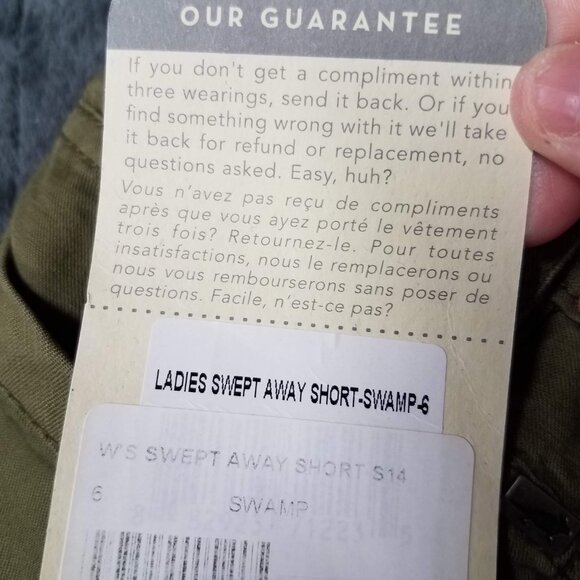 OUR GUARANTEE
If you don't get a compliment within
three wearings, send it back. Or if you
find something wrong with it we'll take
it back for refund or replacement, no
questions asked. Easy, huh?
Vous n'avez pas reçu de compliments
après que vous ayez porté le vêtement
trois fois? Retournez-le. Pour toutes
insatisfactions, nous le remplacerons ou
nous vous rembourserons sans poser de
questions. Facile, n'est-ce pas?
LADIES SWEPT AWAY SHORT-SWAMP-6
W'S SWEPT AWAY SHORT S14
6 SWAMP